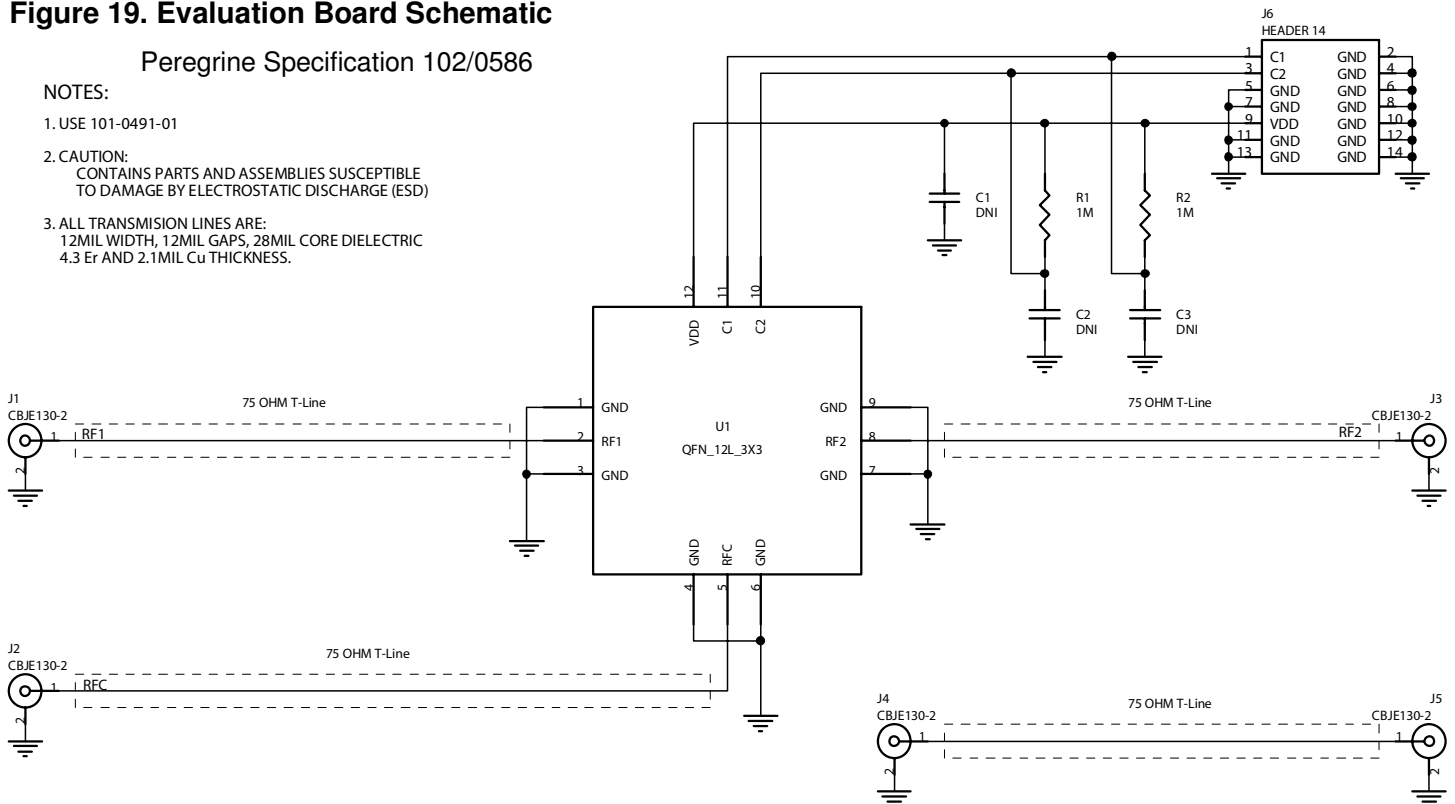 Figure 19. Evaluation Board Schematic
Peregrine Specification 102/0586
NOTES:
1. USE 101-0491-01
2. CAUTION:
CONTAINS PARTS AND ASSEMBLIES SUSCEPTIBLE
TO DAMAGE BY ELECTROSTATIC DISCHARGE (ESD)
3. ALL TRANSMISION LINES ARE:
12MIL WIDTH, 12MIL GAPS, 28MIL CORE DIELECTRIC
4.3 Er AND 2.1MIL Cu THICKNESS.
J6
HEADER 14
1 C1 GND 2
3 C2 GND 4
5 GND GND 6
7 GND GND 8
9 VDD GND 10
11 GND GND 12
13 GND GND 14
C1
DNI
R1
1M
R2
1M
C2
DNI
C3
DNI
12 11 10
VDD C1 C2
J1
CBJE130-2
75 OHM T-Line
1 RF1
2
1 GND
2 RF1
3 GND
U1
QFN_12L_3X3
GND 9
RF2 8
GND 7
75 OHM T-Line
J3
CBJE130-2
RF2 1
2
GND RFC GND
4 5 6
J2
CBJE130-2
75 OHM T-Line
1 RFC
2
J4
CBJE130-2
1
2
75 OHM T-Line
J5
CBJE130-2
1
2